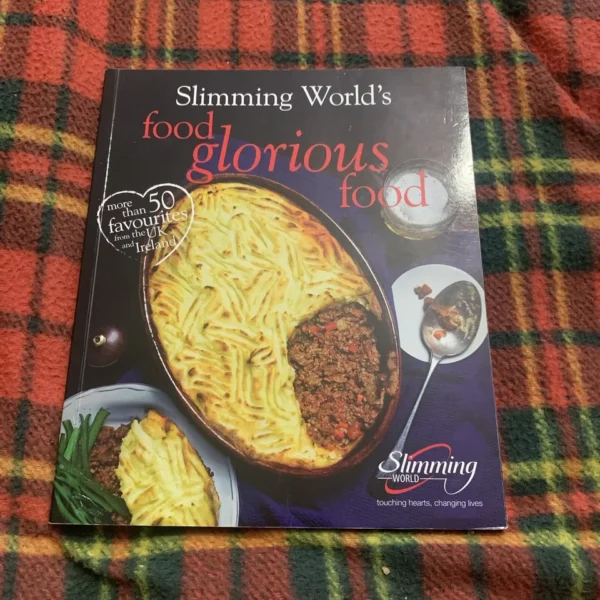 Slimming World's
food
glorious
food
more
than 50
favourites
from the UK
and Ireland
Slimming
WORLD
touching hearts, changing lives